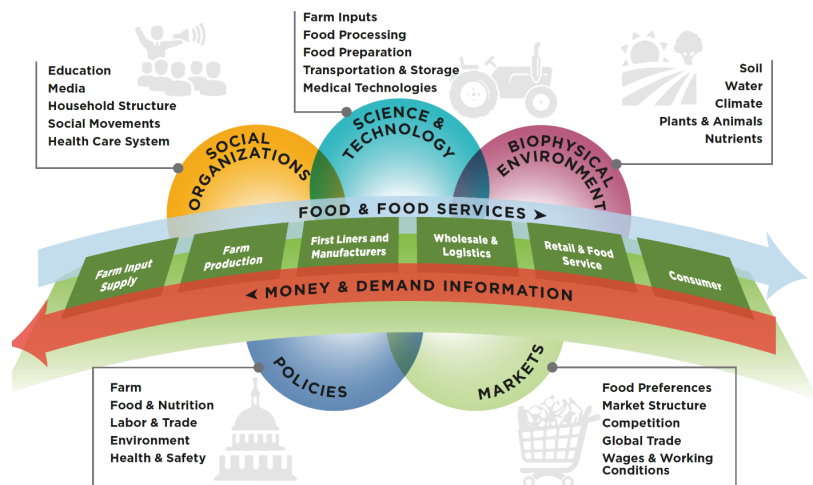 Farm Inputs
Food Processing
Food Preparation
Transportation & Storage
Medical Technologies
Education
Media
Household Structure
Social Movements
Health Care System
Soil
Water
Climate
Plants & Animals
Nutrients
SOCIAL
ORGANIZATIONS
SCIENCE &
TECHNOLOGY
BIOPHYSICAL
ENVIRONMENT
FOOD & FOOD SERVICES
Farm Input
Supply
Farm
Production
First Liners and
Manufacturers
Wholesale &
Logistics
Retail & Food
Service
Consumer
MONEY & DEMAND INFORMATION
POLICIES
MARKETS
Farm
Food & Nutrition
Labor & Trade
Environment
Health & Safety
Food Preferences
Market Structure
Competition
Global Trade
Wages & Working
Conditions